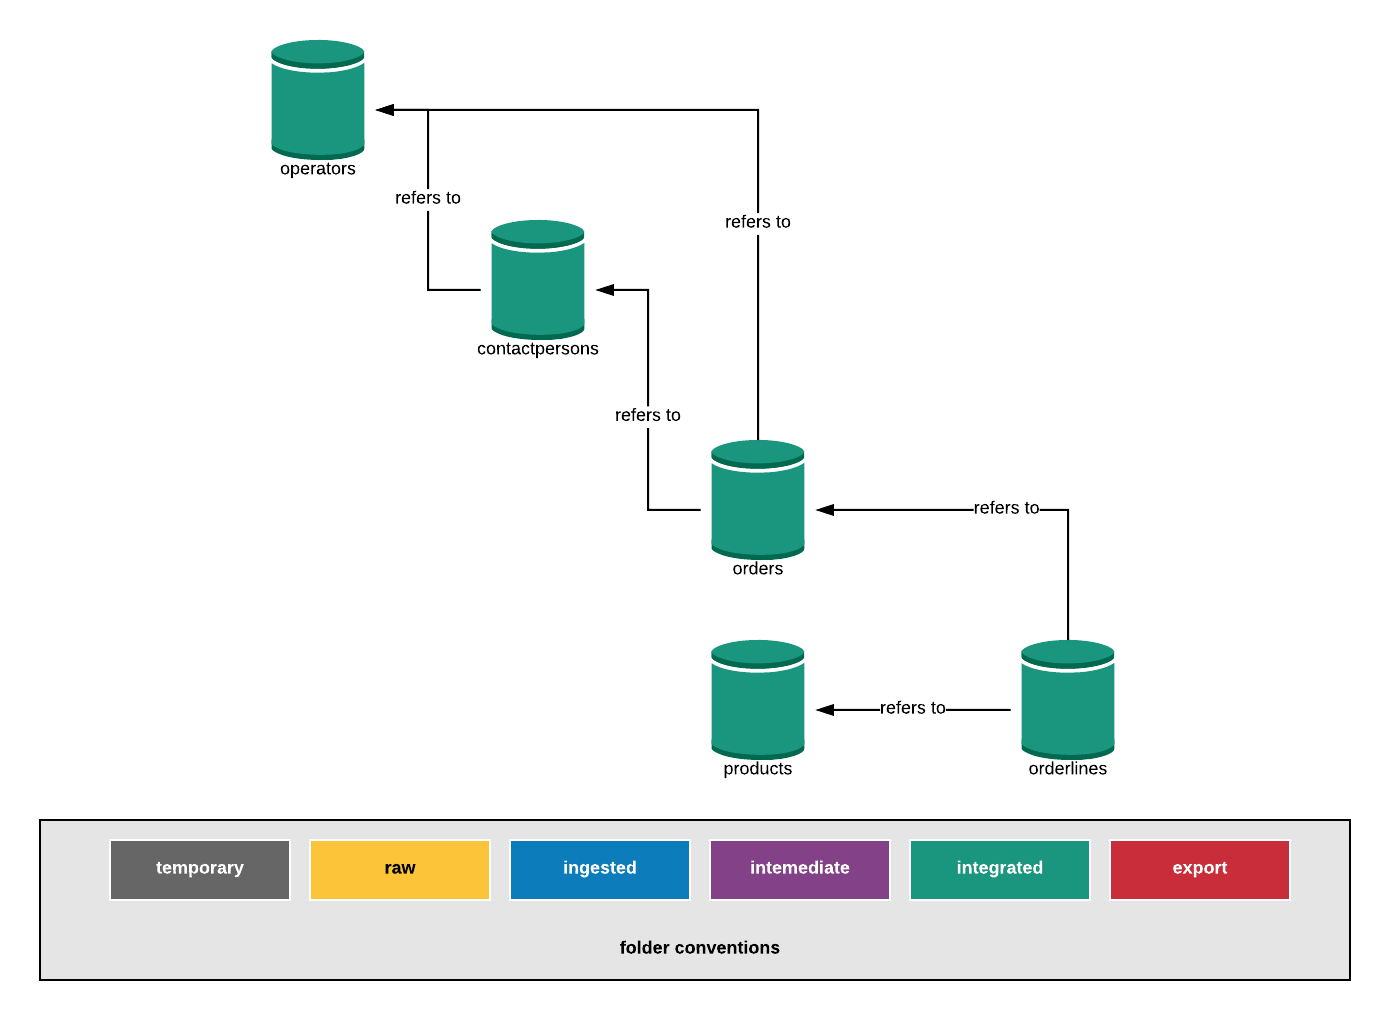 operators
refers to
refers to
contactpersons
refers to
orders
refers to
products
refers to
orderlines
temporary
raw
ingested
intemediate
integrated
export
folder conventions